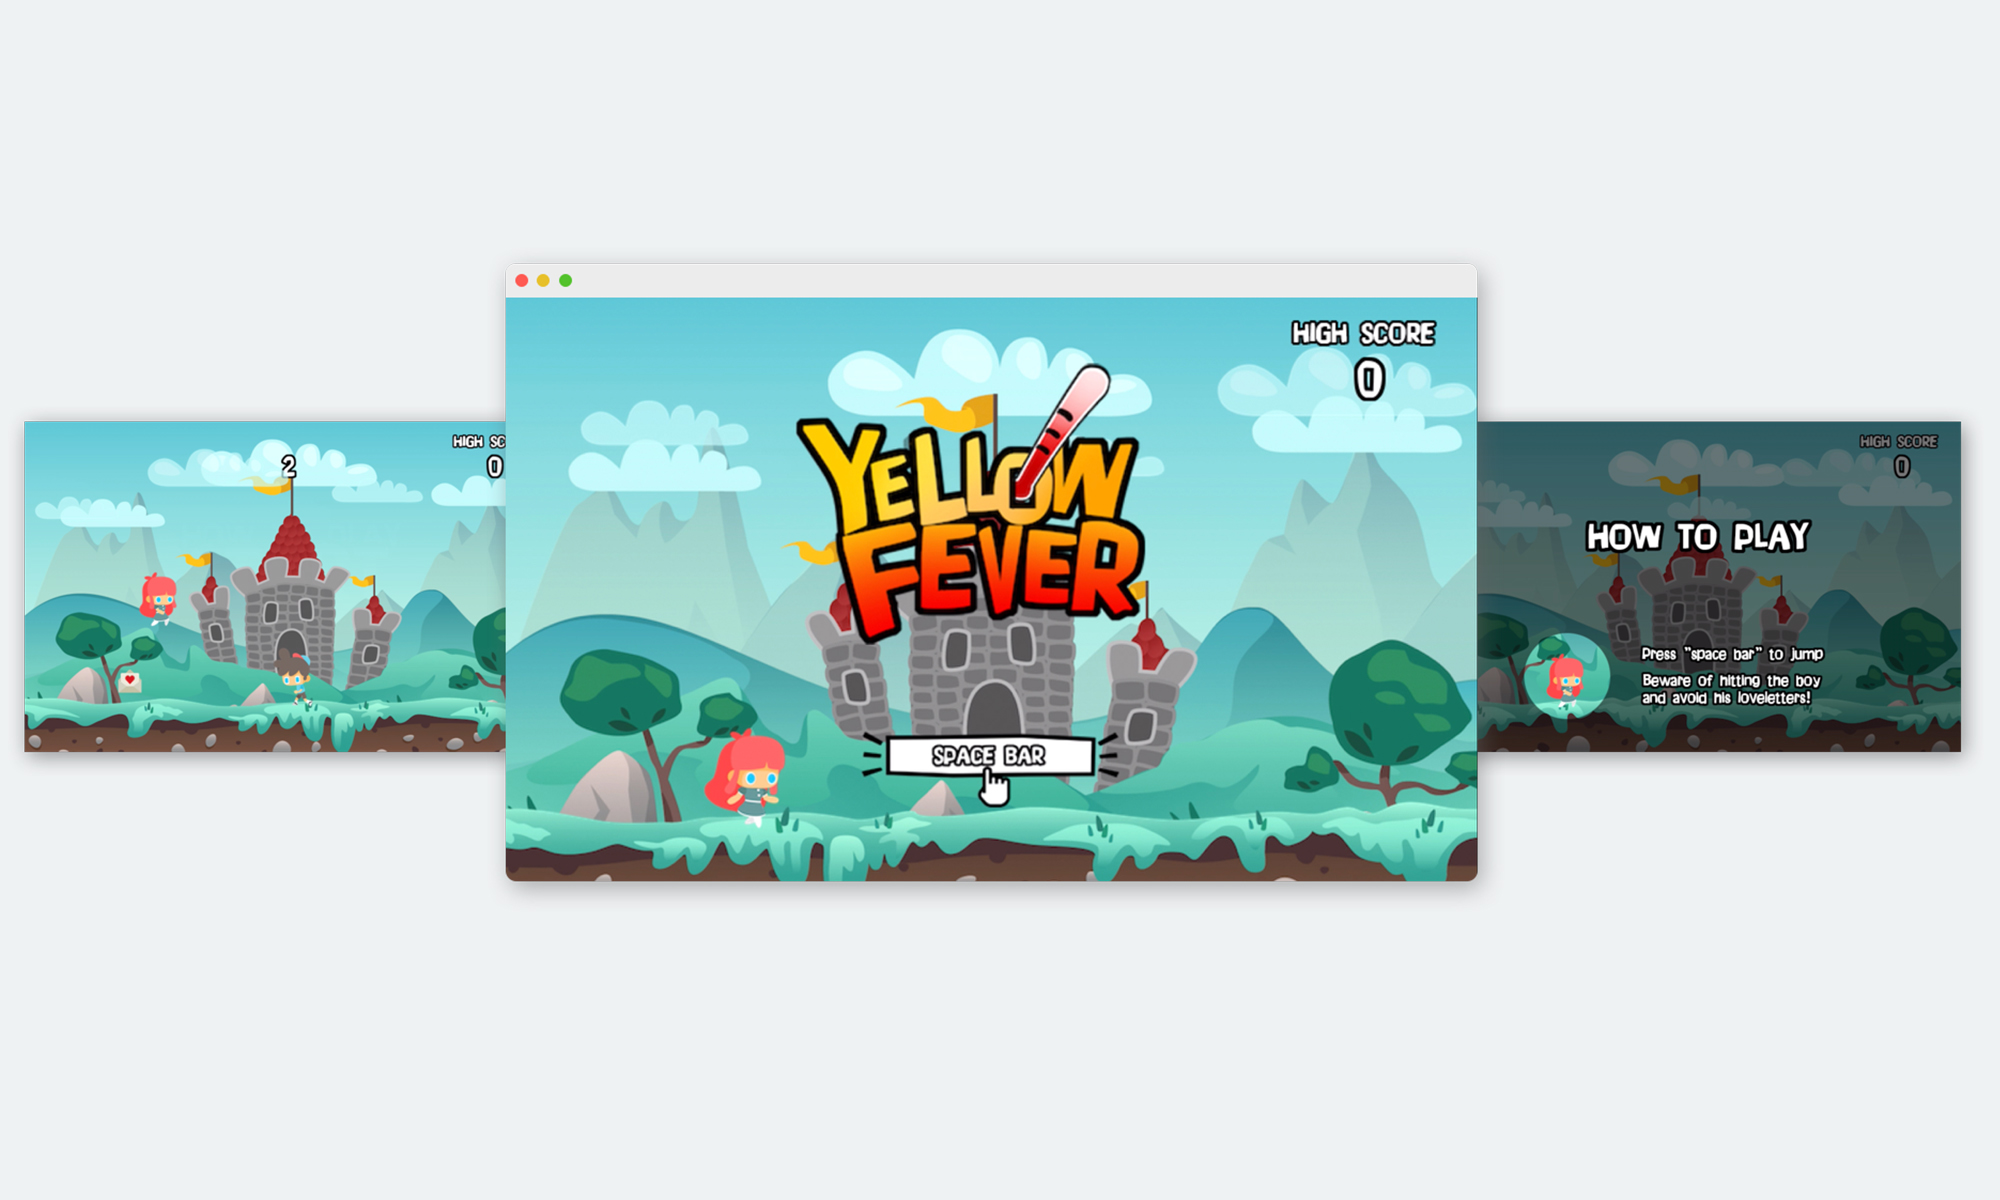 HIGH SC
0
2
HIGH SCORE
0
YELLOW
FEVER
SPACE BAR
HIGH SCORE
0
HOW TO PLAY
Press "space bar" to jump
Beware of hitting the boy
and avoid his loveletters!